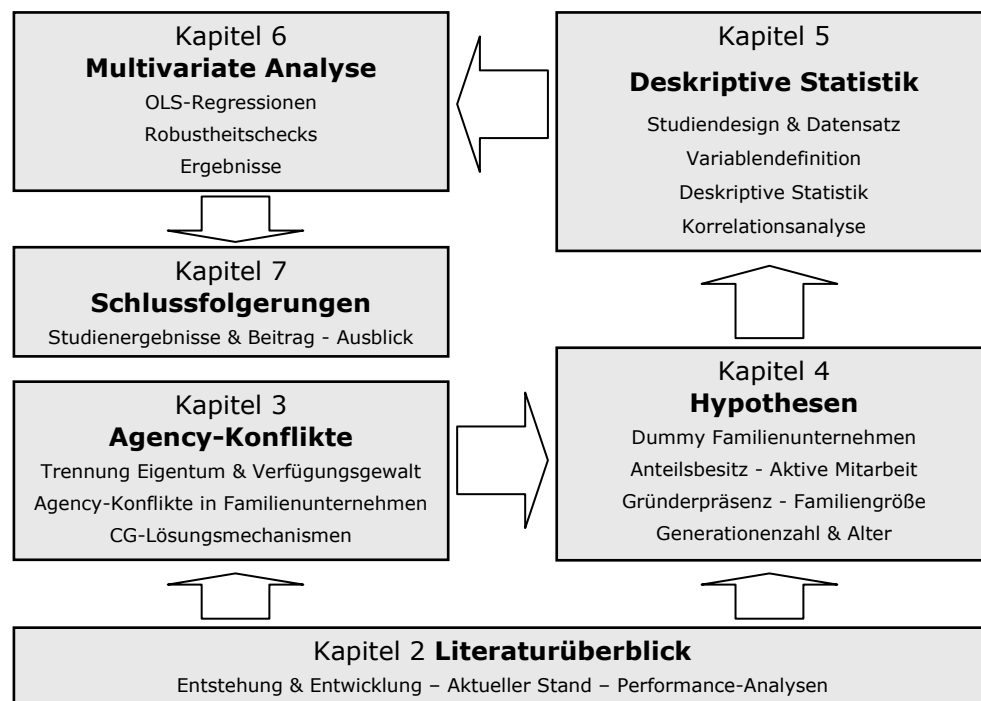 Kapitel 6
Multivariate Analyse
OLS-Regressionen
Robustheitschecks
Ergebnisse
Kapitel 5
Deskriptive Statistik
Studiendesign & Datensatz
Variablendefinition
Deskriptive Statistik
Korrelationsanalyse
Kapitel 7
Schlussfolgerungen
Studienergebnisse & Beitrag - Ausblick
Kapitel 3
Agency-Konflikte
Trennung Eigentum & Verfügungsgewalt
Agency-Konflikte in Familienunternehmen
CG-Lösungsmechanismen
Kapitel 4
Hypothesen
Dummy Familienunternehmen
Anteilsbesitz - Aktive Mitarbeit
Gründerpräsenz - Familiengröße
Generationenzahl & Alter
Kapitel 2 Literaturüberblick
Entstehung & Entwicklung – Aktueller Stand – Performance-Analysen